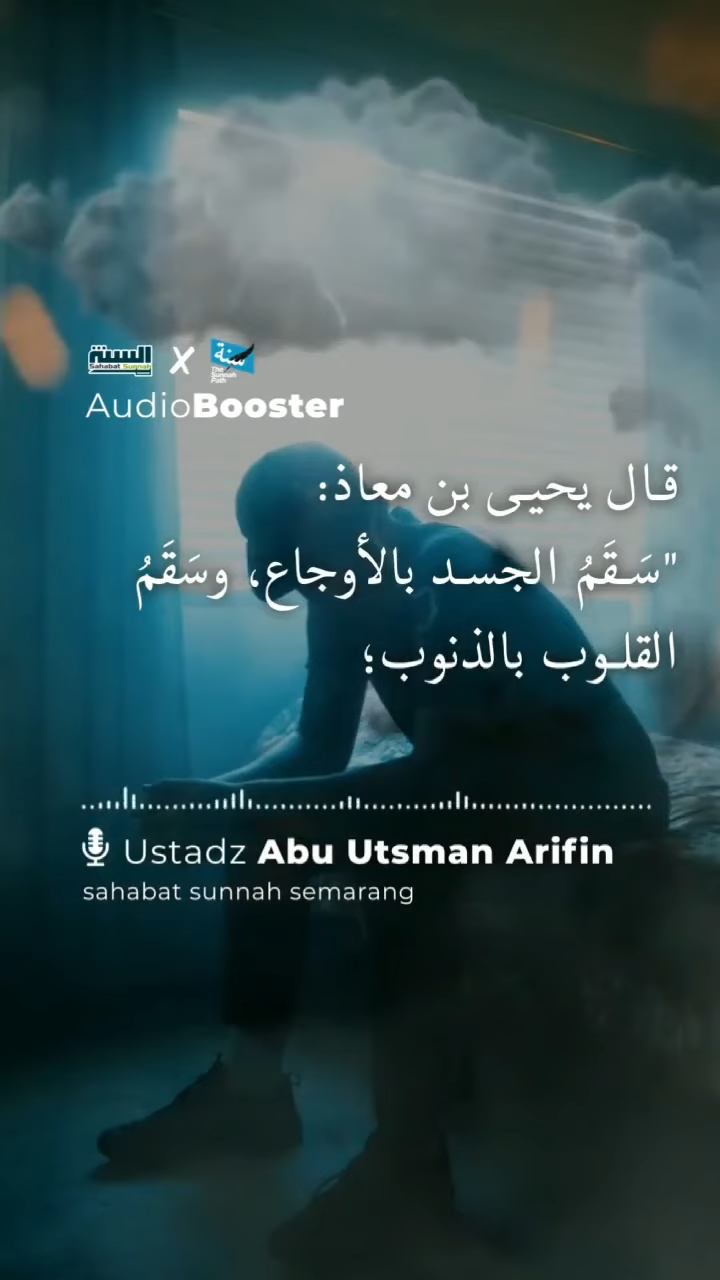 السنة
Sahabat Sunnah
X
سنة
The
Sunnah
Path
AudioBooster
قال يحيى بن معاذ:
"سَقَمُ الجسد بالأوجاع، وسَقَمُ
القلوب بالذنوب؛
Ustadz Abu Utsman Arifin
sahabat sunnah semarang